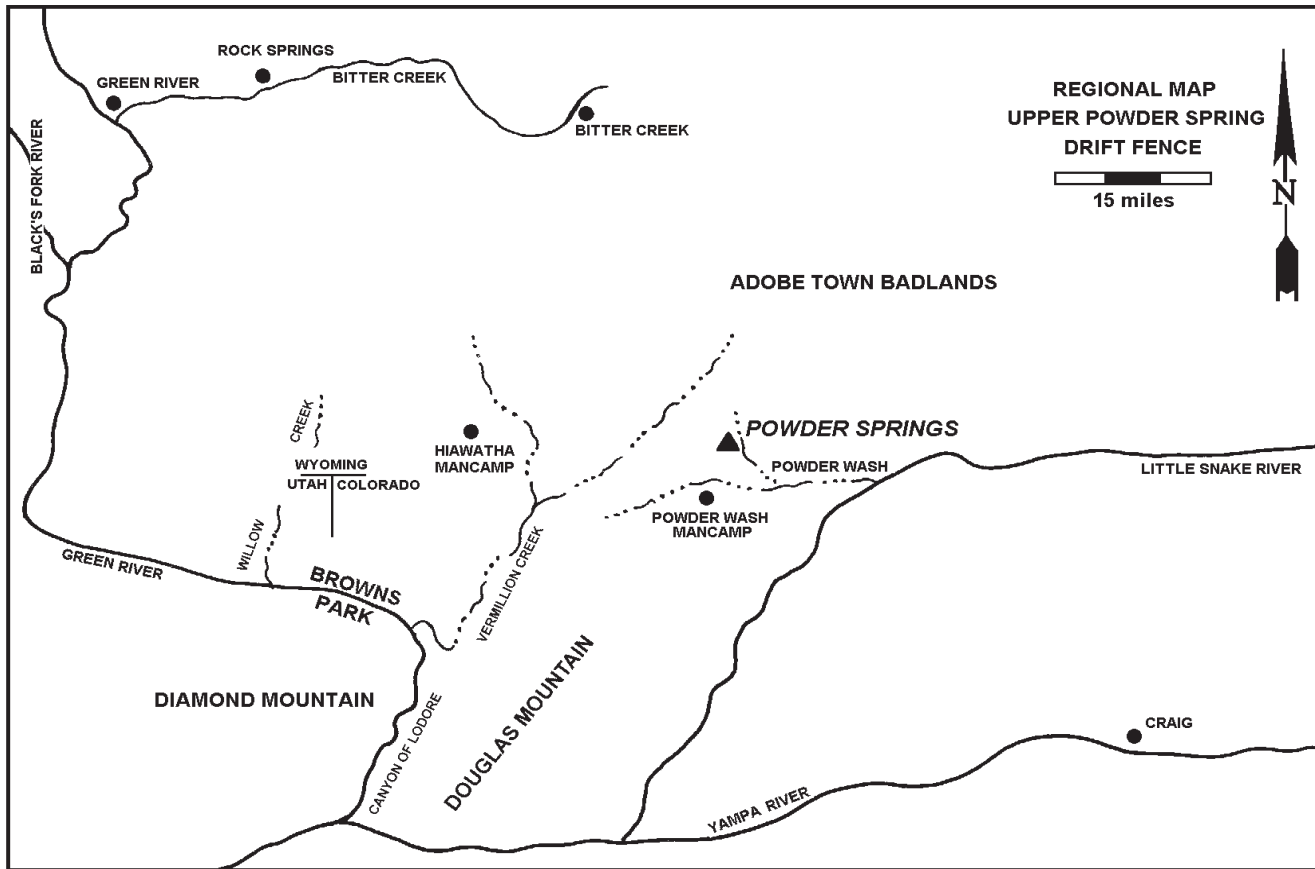 ROCK SPRINGS
GREEN RIVER
BITTER CREEK
BITTER CREEK
BLACK'S FORK RIVER
REGIONAL MAP
UPPER POWDER SPRING
DRIFT FENCE
15 miles
N
ADOBE TOWN BADLANDS
CREEK
WILLOW
HIAWATHA
MANCAMP
WYOMING
UTAH
COLORADO
POWDER SPRINGS
POWDER WASH
POWDER WASH
MANCAMP
LITTLE SNAKE RIVER
GREEN RIVER
BROWNS
PARK
VERMILLION CREEK
DIAMOND MOUNTAIN
CANYON OF LODORE
DOUGLAS MOUNTAIN
CRAIG
YAMPA RIVER